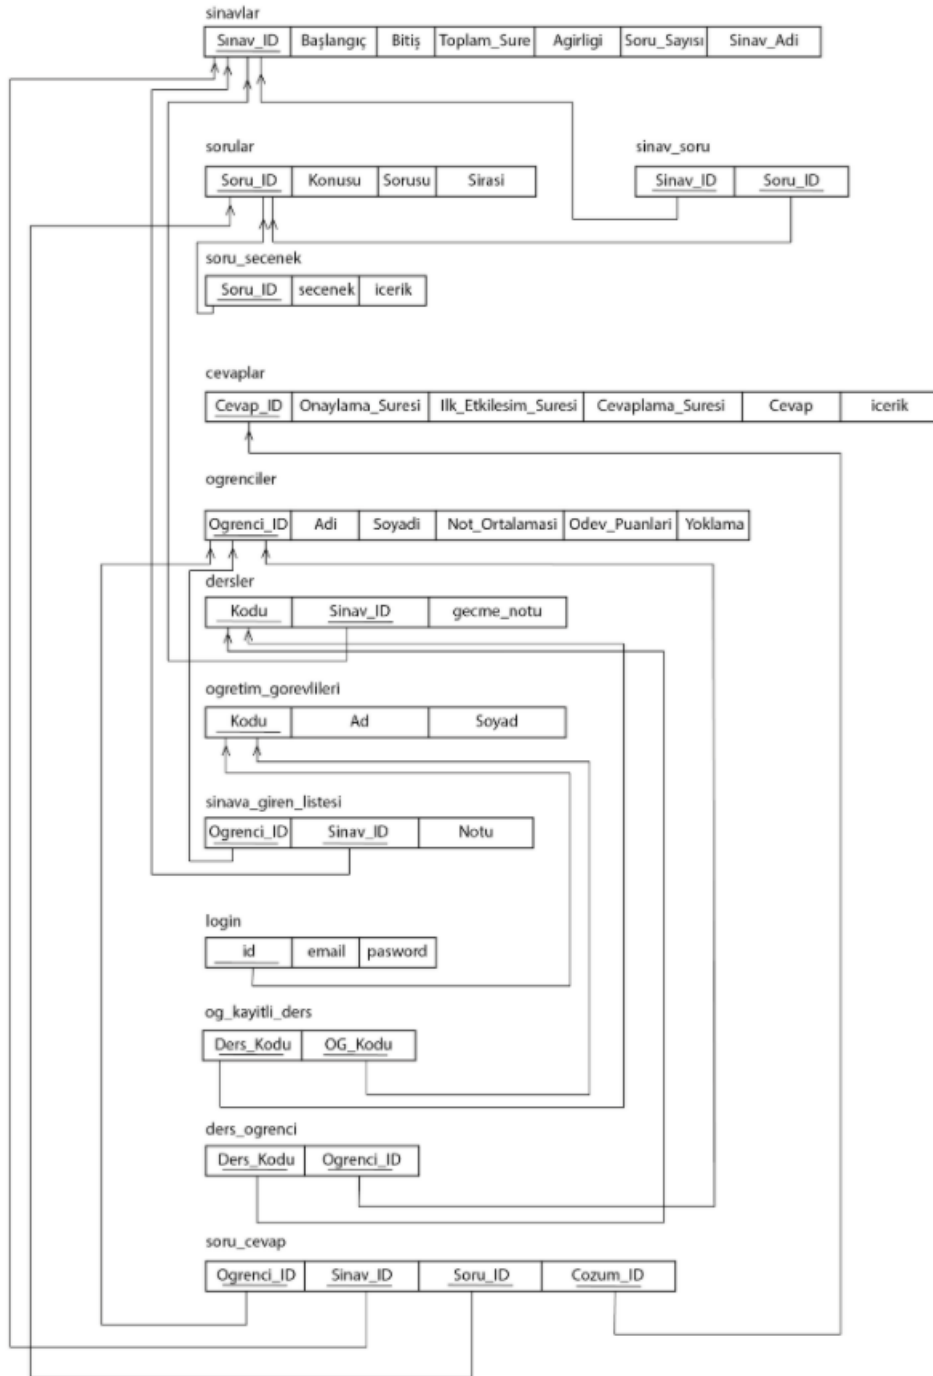 sinavlar
Sınav_ID Başlangıç Bitiş Toplam_Sure Agirligi Soru_Sayısı Sinav_Adi
sorular
Soru_ID Konusu Sorusu Sirasi
sinav_soru
Sinav_ID Soru_ID
soru_secenek
Soru_ID secenek icerik
cevaplar
Cevap_ID Onaylama_Suresi Ilk_Etkilesim_Suresi Cevaplama_Suresi Cevap icerik
ogrenciler
Ogrenci_ID Adi Soyadi Not_Ortalamasi Odev_Puanlari Yoklama
dersler
Kodu Sinav_ID gecme_notu
ogretim_gorevlileri
Kodu Ad Soyad
sinava_giren_listesi
Ogrenci_ID Sinav_ID Notu
login
id email pasword
og_kayitli_ders
Ders_Kodu OG_Kodu
ders_ogrenci
Ders_Kodu Ogrenci_ID
soru_cevap
Ogrenci_ID Sinav_ID Soru_ID Cozum_ID